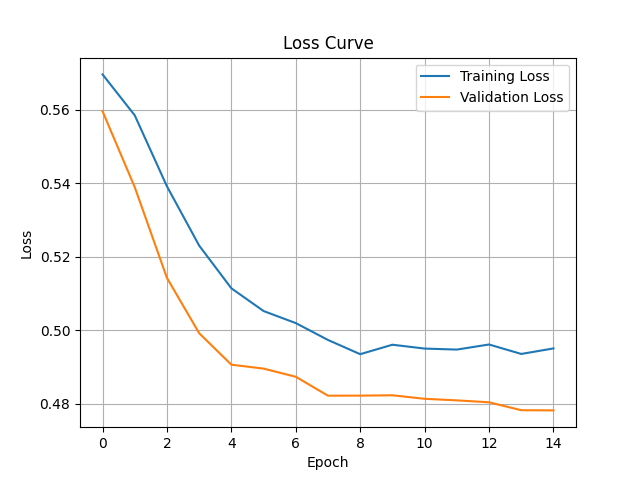 Loss Curve
Training Loss
Validation Loss
0.56
0.54
0.52
0.50
0.48
Loss
0 2 4 6 8 10 12 14
Epoch